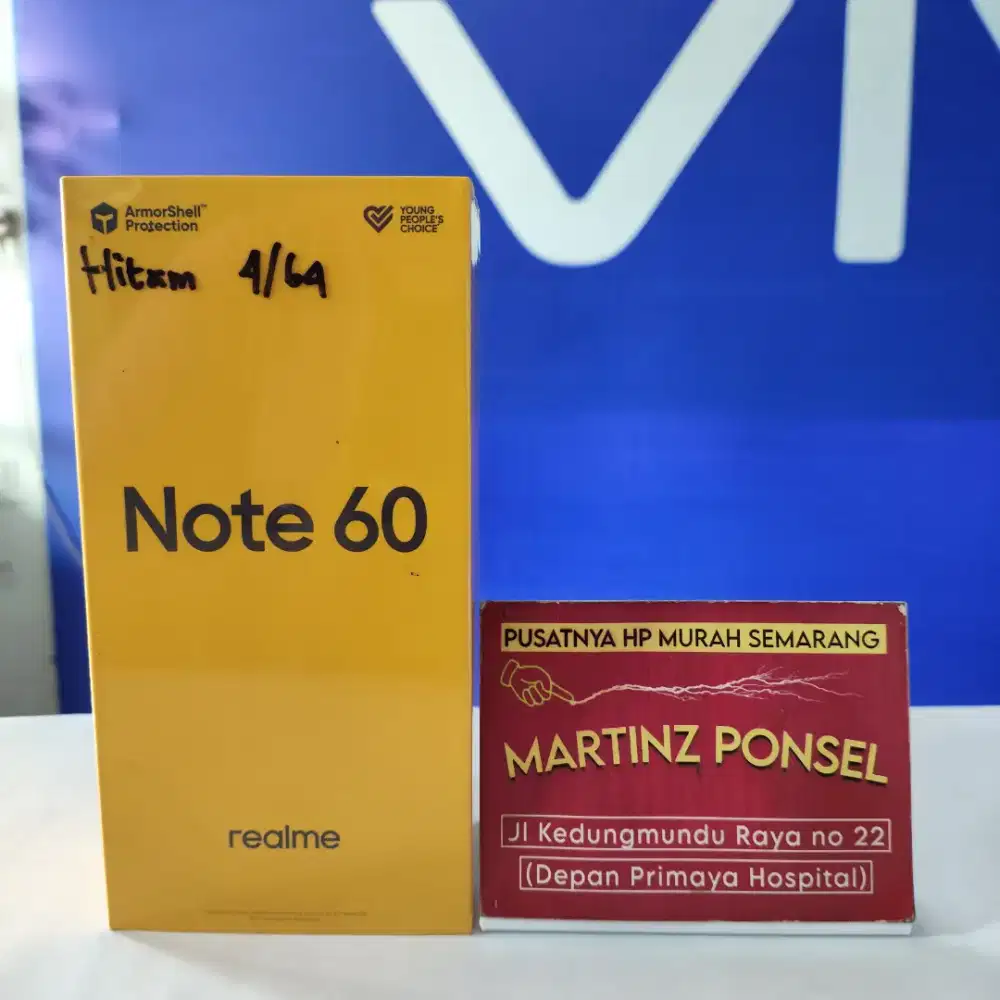 VIV
ArmorShell™
Protection
YOUNG
PEOPLE'S
CHOICE
Hitam 4/64
Note 60
realme
PUSATNYA HP MURAH SEMARANG
MARTINZ PONSEL
Jl Kedungmundu Raya no 22
(Depan Primaya Hospital)